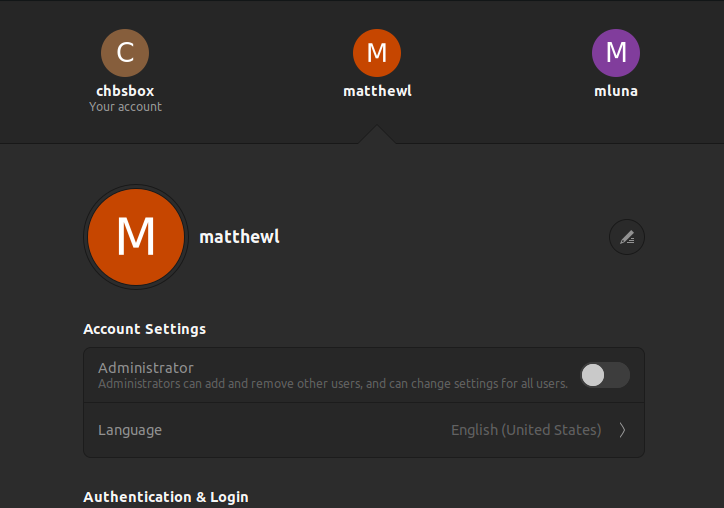 C
M
M
chbsbox
matthewl
mluna
Your account
M
matthewl
Account Settings
Administrator
Administrators can add and remove other users, and can change settings for all users.
Language
English (United States)
Authentication & Login